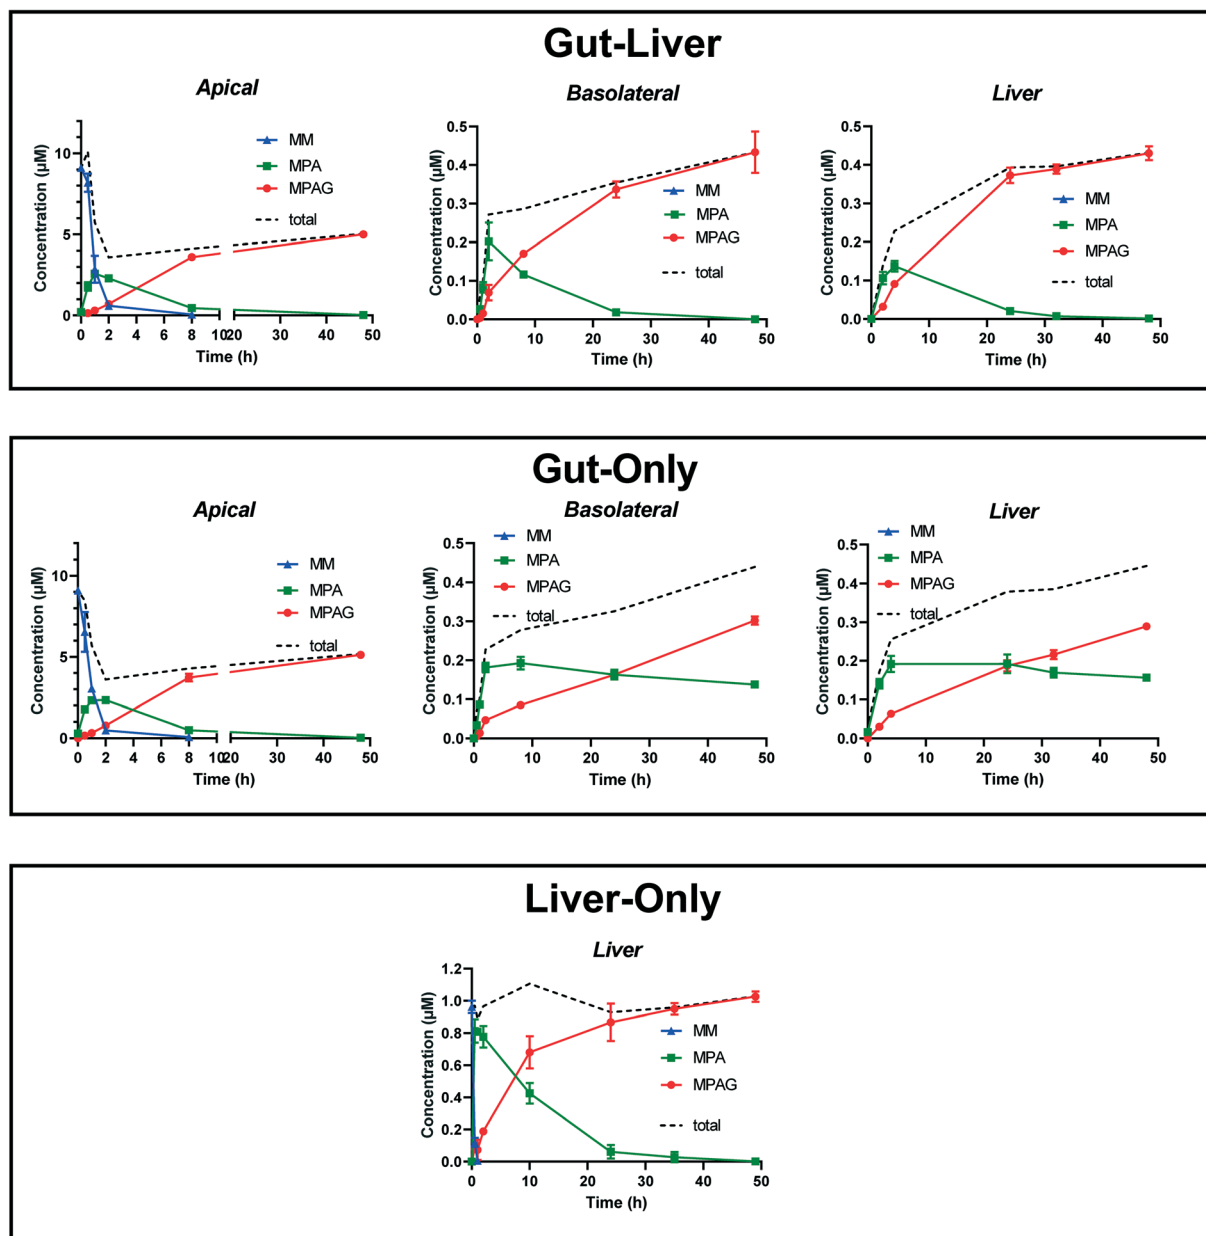 Gut-Liver
Apical
Concentration (μM)
10
5
0
0 2 4 6 8 10 20 30 40 50
Time (h)
MM
MPA
MPAG
total
Basolateral
Concentration (μM)
0.5
0.4
0.3
0.2
0.1
0.0
0 10 20 30 40 50
Time (h)
MM
MPA
MPAG
total
Liver
Concentration (μM)
0.5
0.4
0.3
0.2
0.1
0.0
0 10 20 30 40 50
Time (h)
MM
MPA
MPAG
total
Gut-Only
Apical
Concentration (μM)
10
5
0
0 2 4 6 8 10 20 30 40 50
Time (h)
MM
MPA
MPAG
total
Basolateral
Concentration (μM)
0.5
0.4
0.3
0.2
0.1
0.0
0 10 20 30 40 50
Time (h)
MM
MPA
MPAG
total
Liver
Concentration (μM)
0.5
0.4
0.3
0.2
0.1
0.0
0 10 20 30 40 50
Time (h)
MM
MPA
MPAG
total
Liver-Only
Liver
Concentration (μM)
1.2
1.0
0.8
0.6
0.4
0.2
0.0
0 10 20 30 40 50
Time (h)
MM
MPA
MPAG
total